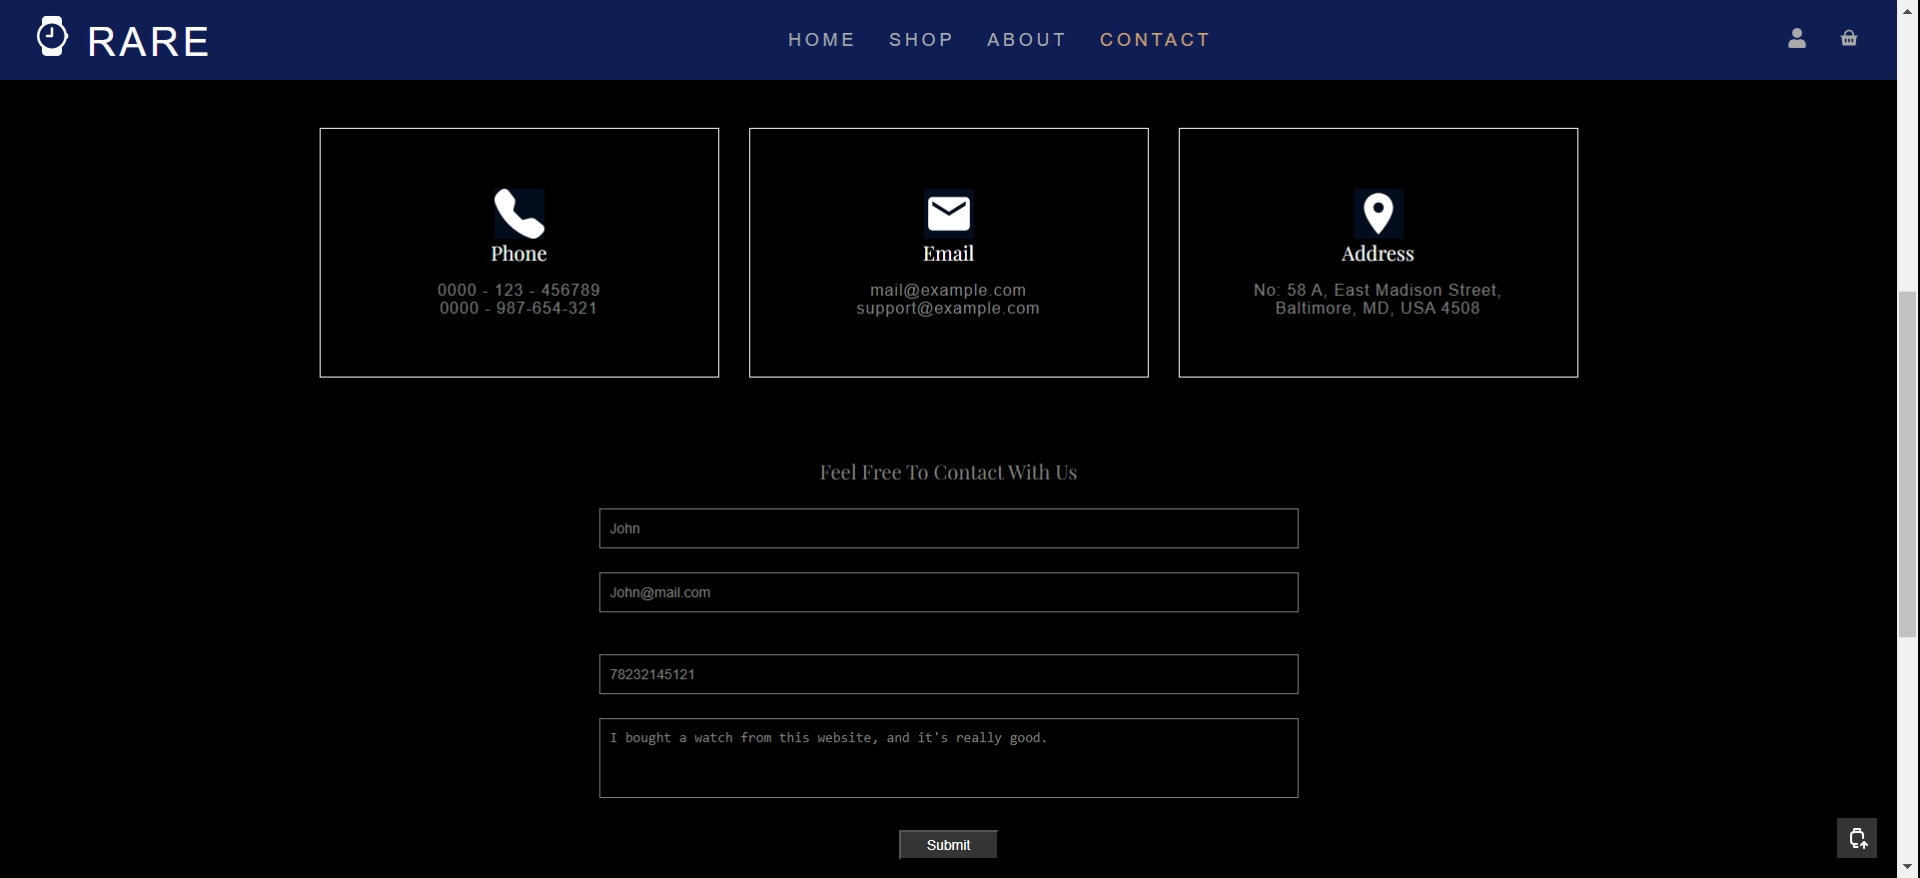 RARE
HOME SHOP ABOUT CONTACT
Phone
0000 - 123 - 456789
0000 - 987-654-321
Email
mail@example.com
support@example.com
Address
No: 58 A, East Madison Street,
Baltimore, MD, USA 4508
Feel Free To Contact With Us
John
John@mail.com
78232145121
I bought a watch from this website, and it's really good.
Submit